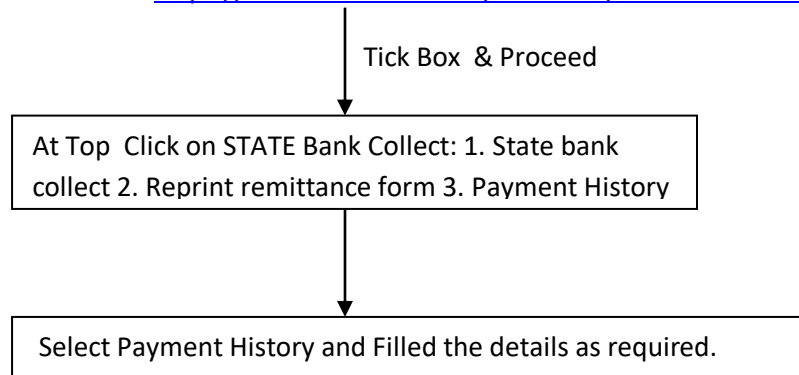 Tick Box & Proceed
At Top Click on STATE Bank Collect: 1. State bank
collect 2. Reprint remittance form 3. Payment History
Select Payment History and Filled the details as required.